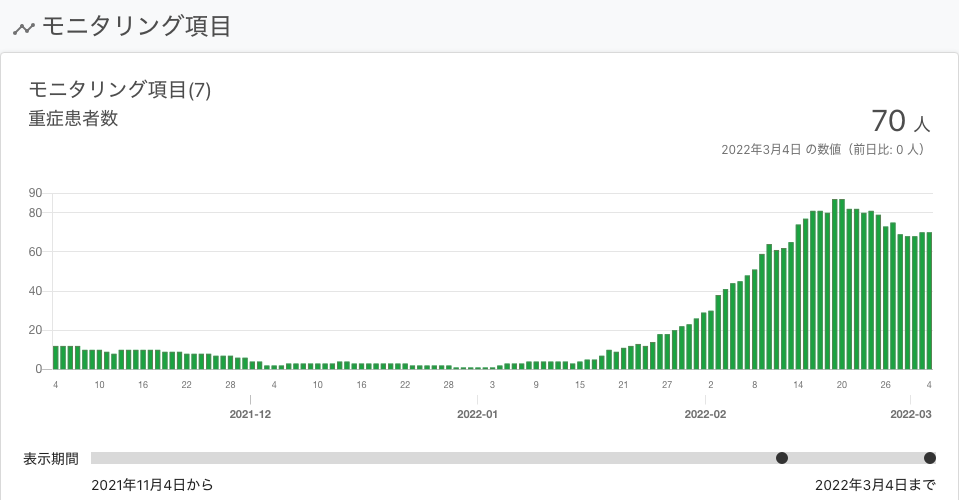 モニタリング項目
モニタリング項目(7)
重症患者数
70 人
2022年3月4日 の数値（前日比: 0 人）
90
80
60
40
20
0
4 10 16 22 28 4 10 16 22 28 3 9 15 21 27 2 8 14 20 26 4
2021-12 2022-01 2022-02 2022-03
表示期間
2021年11月4日から 2022年3月4日まで